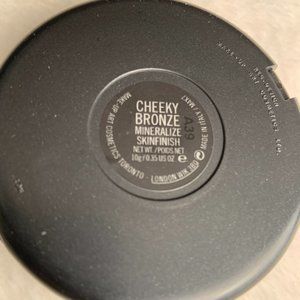 CHEEKY
BRONZE
MINERALIZE
SKINFINISH
NET WT./POIDS NET
10g/0.35 US OZ
A39
MAKE-UP ART COSMETICS TORONTO - LONDON W1K
MADE IN ITALY